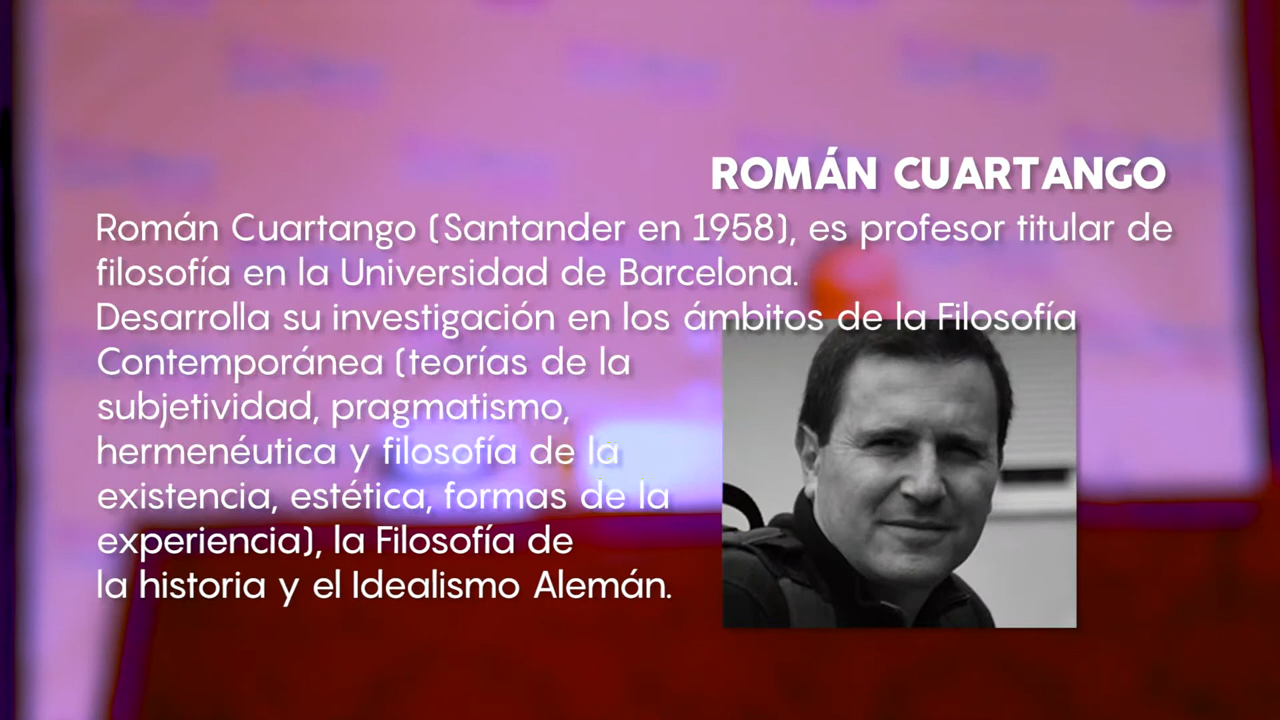 ROMÁN CUARTANGO
Román Cuartango (Santander en 1958), es profesor titular de
filosofía en la Universidad de Barcelona.
Desarrolla su investigación en los ámbitos de la Filosofía
Contemporánea (teorías de la
subjetividad, pragmatismo,
hermenéutica y filosofía de la
existencia, estética, formas de la
experiencia), la Filosofía de
la historia y el Idealismo Alemán.